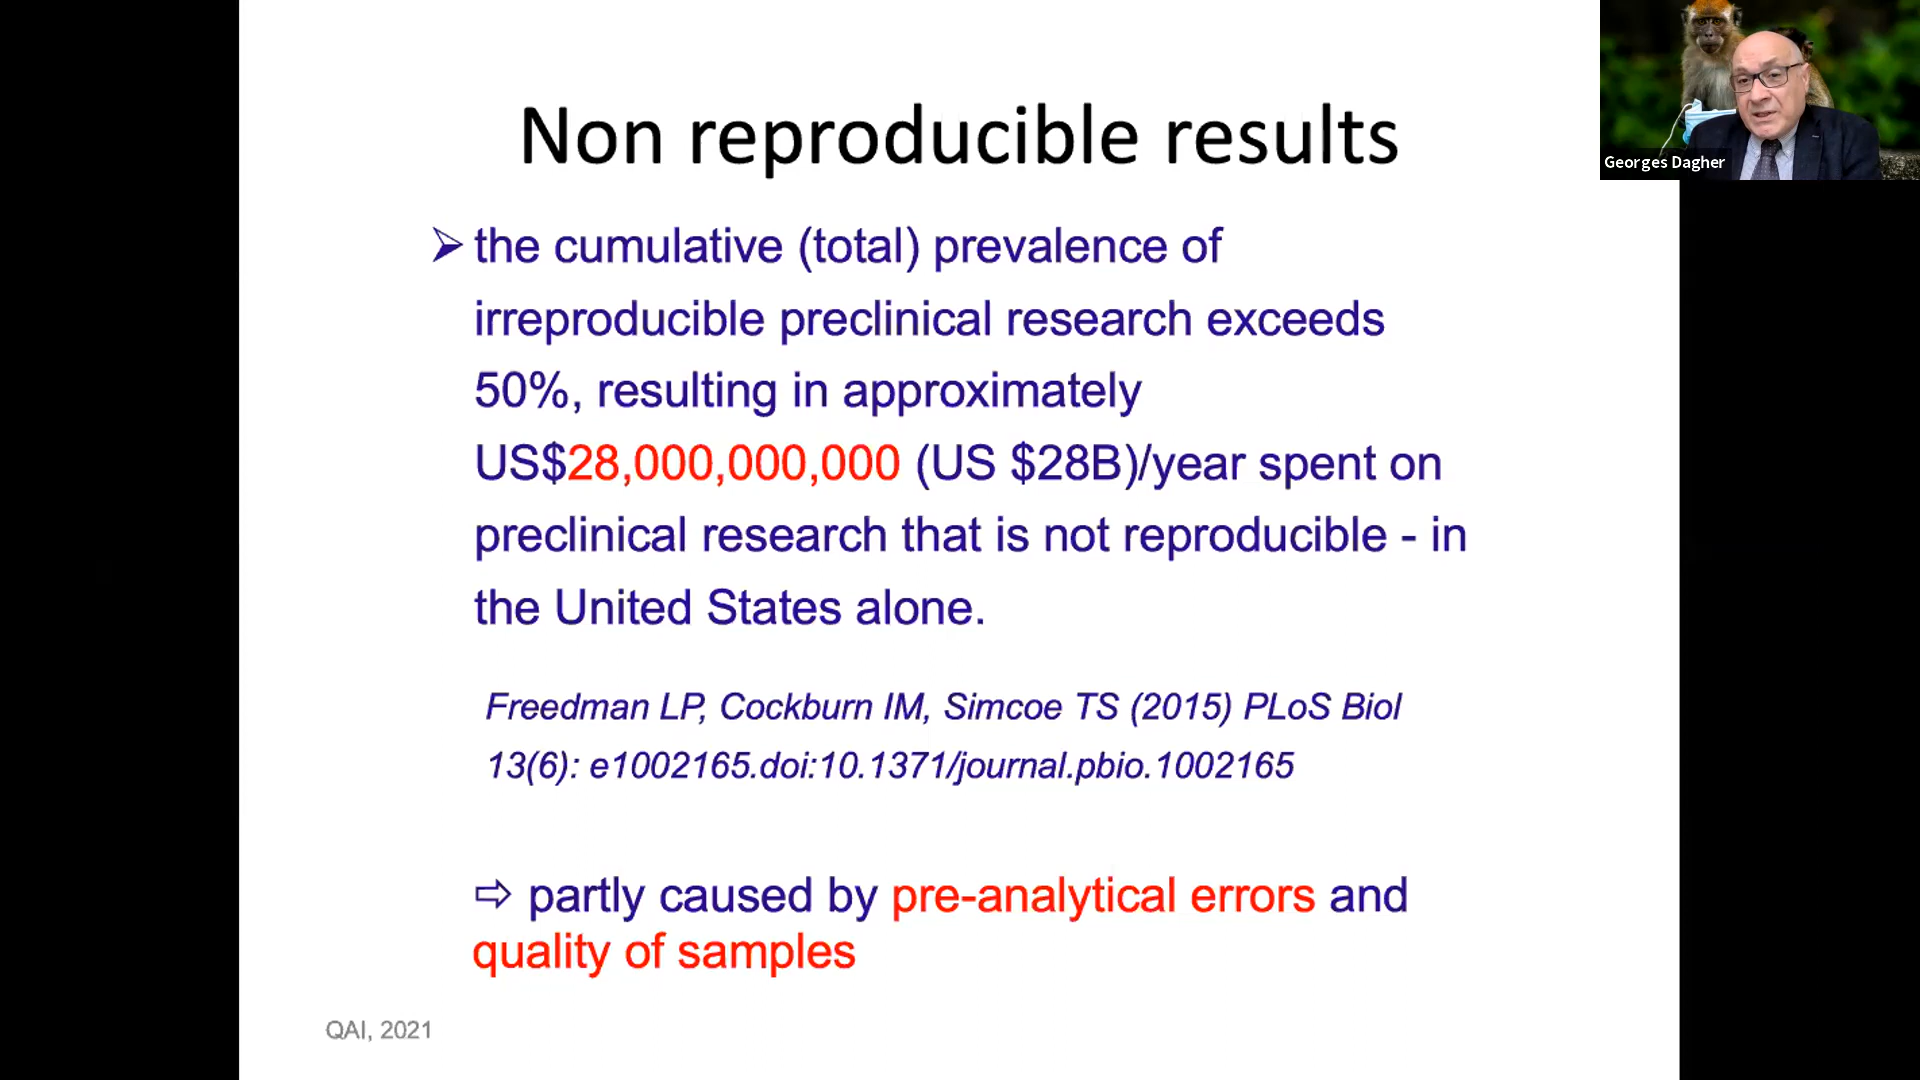 Non reproducible results
Georges Dagher
the cumulative (total) prevalence of
irreproducible preclinical research exceeds
50%, resulting in approximately
US$28,000,000,000 (US $28B)/year spent on
preclinical research that is not reproducible - in
the United States alone.
Freedman LP, Cockburn IM, Simcoe TS (2015) PLoS Biol
13(6): e1002165.doi:10.1371/journal.pbio.1002165
⇨ partly caused by pre-analytical errors and
quality of samples
QAI, 2021